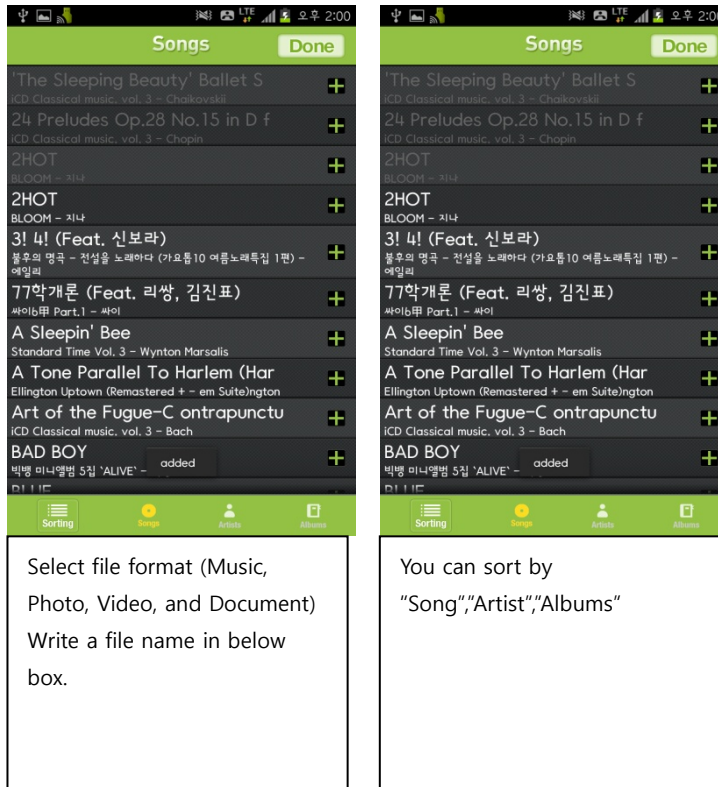 LTE 오후 2:00
Songs Done
'The Sleeping Beauty' Ballet S
iCD Classical music. vol. 3 – Chaikovskii
24 Preludes Op.28 No.15 in D f
iCD Classical music. vol. 3 – Chopin
2HOT
BLOOM – 지나
2HOT
BLOOM – 지나
3! 4! (Feat. 신보라)
불후의 명곡 – 전설을 노래하다 (가요톱10 여름노래특집 1편) –
에일리
77학개론 (Feat. 리쌍, 김진표)
싸이6甲 Part.1 – 싸이
A Sleepin' Bee
Standard Time Vol. 3 – Wynton Marsalis
A Tone Parallel To Harlem (Har
Ellington Uptown (Remastered + – em Suite)ngton
Art of the Fugue–C ontrapunctu
iCD Classical music. vol. 3 – Bach
BAD BOY
빅뱅 미니앨범 5집 `ALIVE` –
added
BLUE
Sorting Songs Artists Albums
Select file format (Music,
Photo, Video, and Document)
Write a file name in below
box.
LTE 오후 2:00
Songs Done
'The Sleeping Beauty' Ballet S
iCD Classical music. vol. 3 – Chaikovskii
24 Preludes Op.28 No.15 in D f
iCD Classical music. vol. 3 – Chopin
2HOT
BLOOM – 지나
2HOT
BLOOM – 지나
3! 4! (Feat. 신보라)
불후의 명곡 – 전설을 노래하다 (가요톱10 여름노래특집 1편) –
에일리
77학개론 (Feat. 리쌍, 김진표)
싸이6甲 Part.1 – 싸이
A Sleepin' Bee
Standard Time Vol. 3 – Wynton Marsalis
A Tone Parallel To Harlem (Har
Ellington Uptown (Remastered + – em Suite)ngton
Art of the Fugue–C ontrapunctu
iCD Classical music. vol. 3 – Bach
BAD BOY
빅뱅 미니앨범 5집 `ALIVE` –
added
BLUE
Sorting Songs Artists Albums
You can sort by
"Song","Artist","Albums"